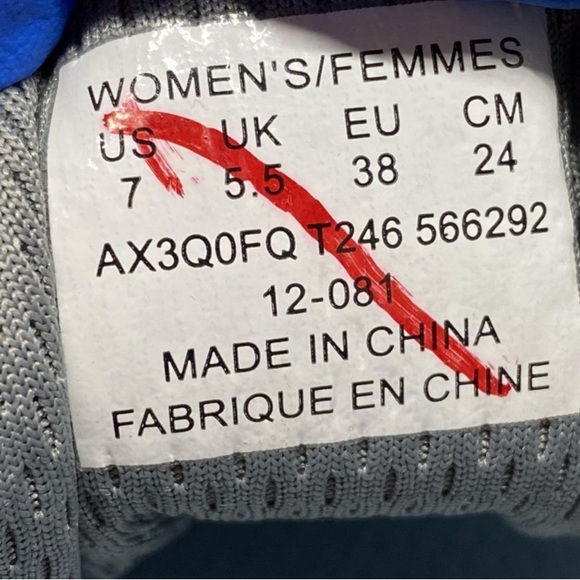 WOMEN'S/FEMMES
US UK EU CM
7 5.5 38 24
AX3Q0FQ T246 566292
12-081
MADE IN CHINA
FABRIQUE EN CHINE